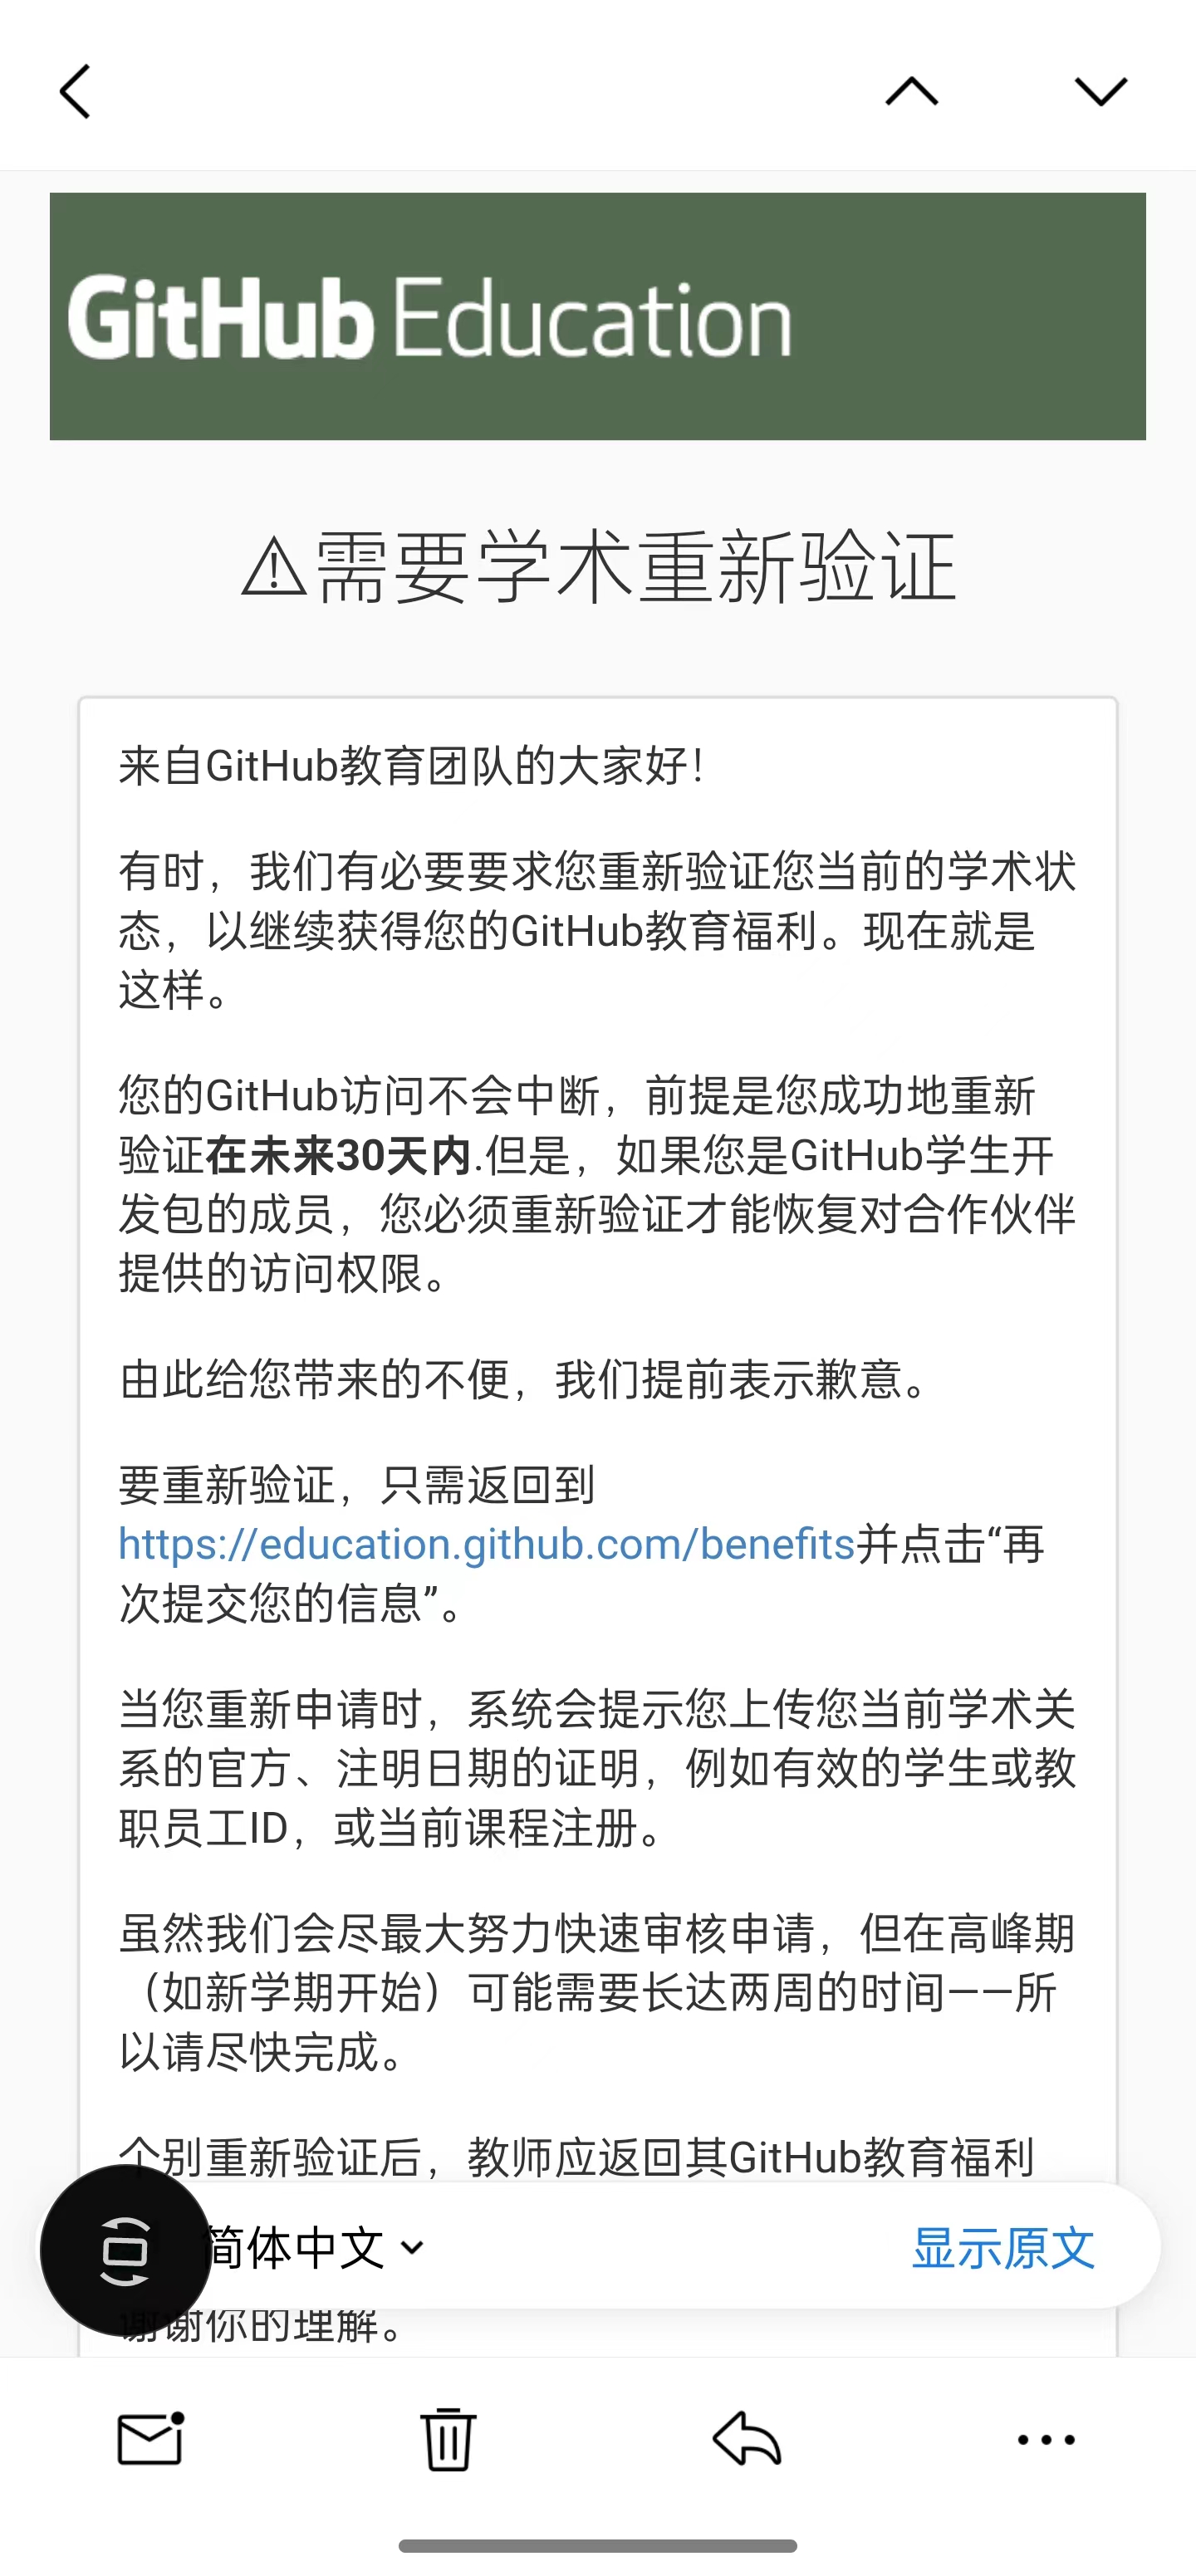 GitHub Education
⚠需要学术重新验证
来自GitHub教育团队的大家好！
有时，我们有必要要求您重新验证您当前的学术状
态，以继续获得您的GitHub教育福利。现在就是
这样。
您的GitHub访问不会中断，前提是您成功地重新
验证在未来30天内.但是，如果您是GitHub学生开
发包的成员，您必须重新验证才能恢复对合作伙伴
提供的访问权限。
由此给您带来的不便，我们提前表示歉意。
要重新验证，只需返回到
https://education.github.com/benefits并点击“再
次提交您的信息”。
当您重新申请时，系统会提示您上传您当前学术关
系的官方、注明日期的证明，例如有效的学生或教
职员工ID，或当前课程注册。
虽然我们会尽最大努力快速审核申请，但在高峰期
（如新学期开始）可能需要长达两周的时间——所
以请尽快完成。
个别重新验证后，教师应返回其GitHub教育福利
简体中文
显示原文
谢谢你的理解。